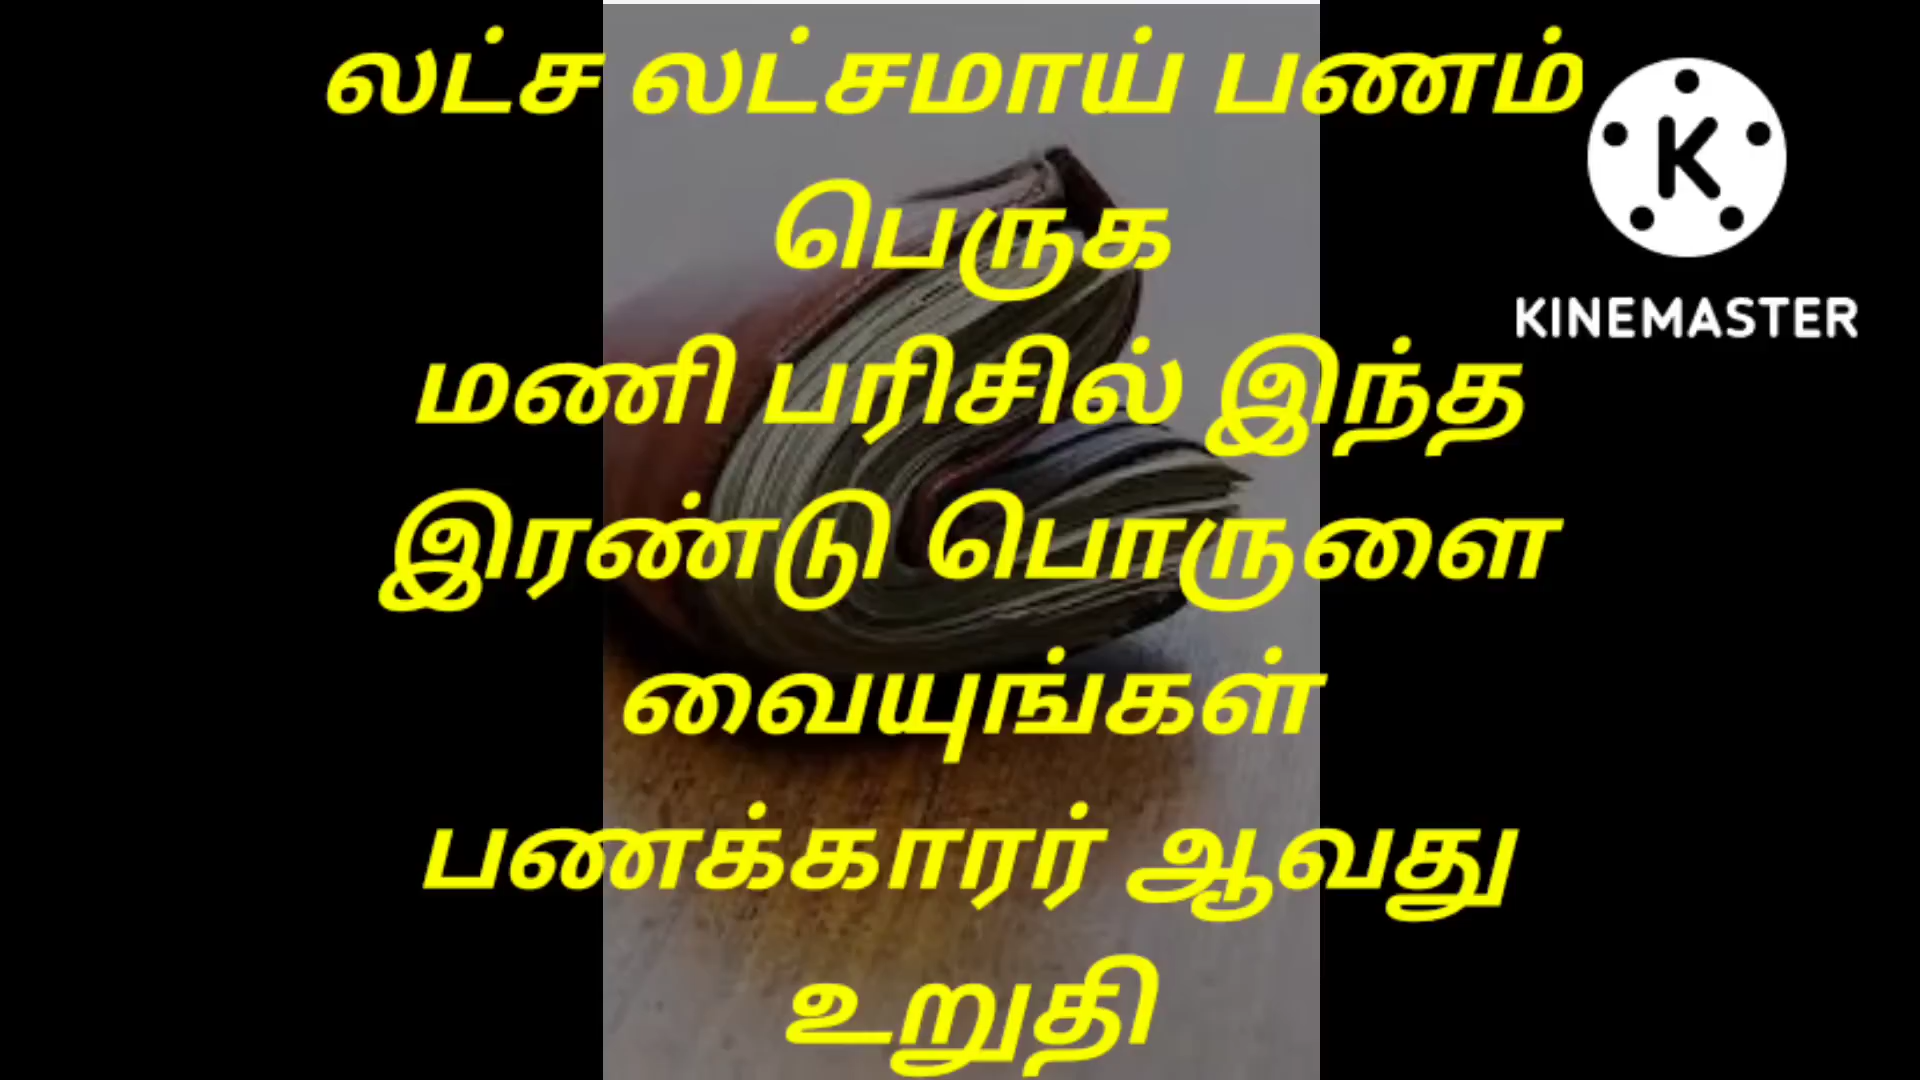 லட்ச லட்சமாய் பணம்
பெருக
மணி பரிசில் இந்த
இரண்டு பொருளை
வையுங்கள்
பணக்காரர் ஆவது
உறுதி
K
KINEMASTER